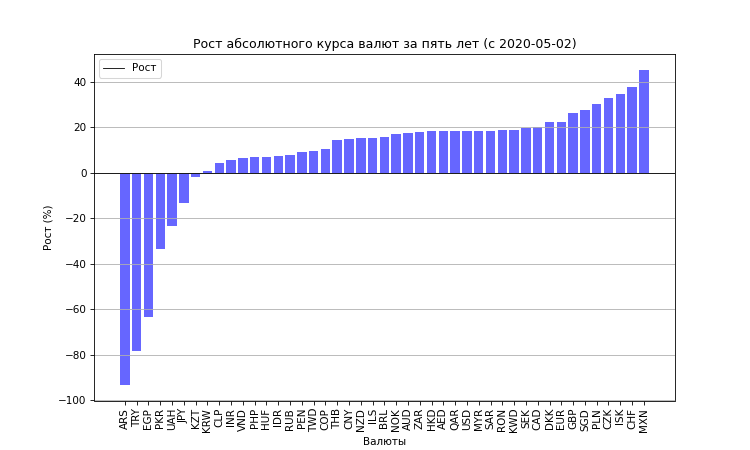 Рост абсолютного курса валют за пять лет (с 2020-05-02)
Рост
40
20
0
−20
−40
−60
−80
−100
Рост (%)
ARS TRY EGP PKR UAH JPY KZT KRW CLP INR VND PHP HUF IDR RUB PEN TWD COP THB CNY NZD ILS BRL NOK AUD ZAR HKD AED QAR USD MYR SAR RON KWD SEK CAD DKK EUR GBP SGD PLN CZK ISK CHF MXN
Валюты